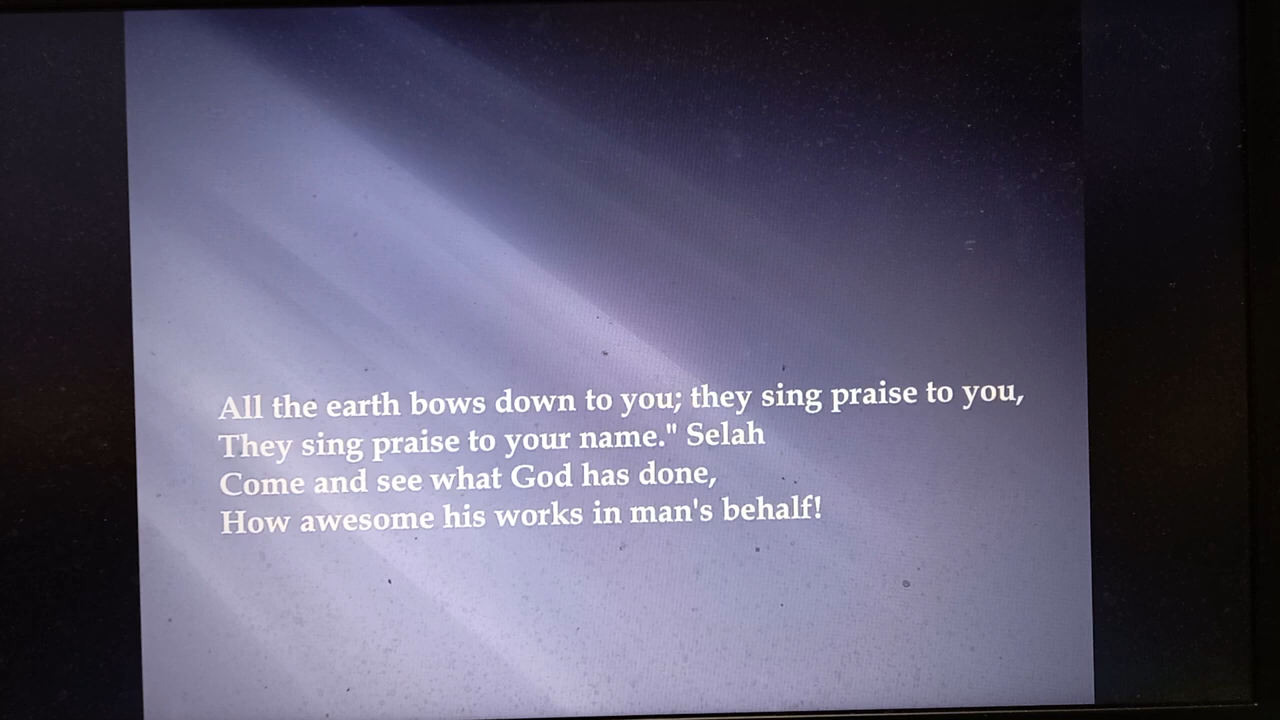 All the earth bows down to you; they sing praise to you,
They sing praise to your name." Selah
Come and see what God has done,
How awesome his works in man's behalf!